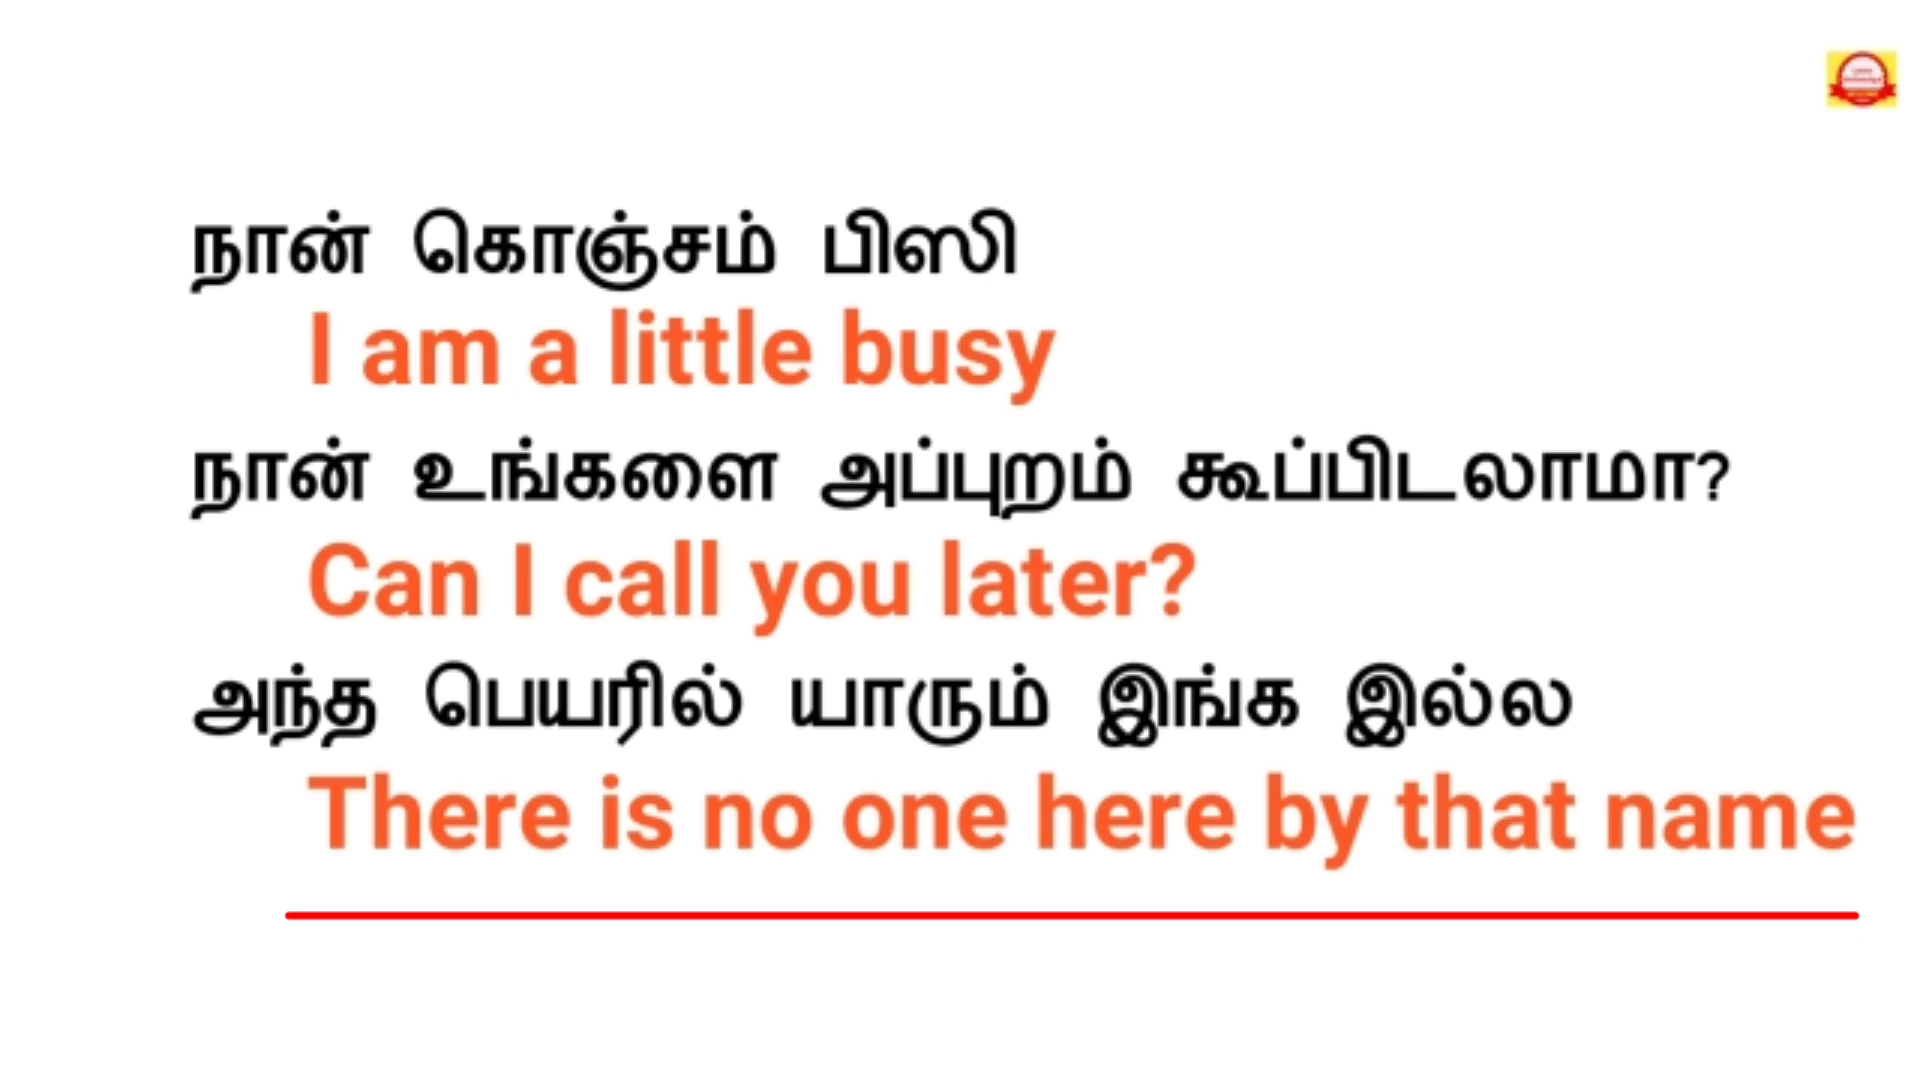 நான் கொஞ்சம் பிஸி
I am a little busy
நான் உங்களை அப்புறம் கூப்பிடலாமா?
Can I call you later?
அந்த பெயரில் யாரும் இங்க இல்ல
There is no one here by that name